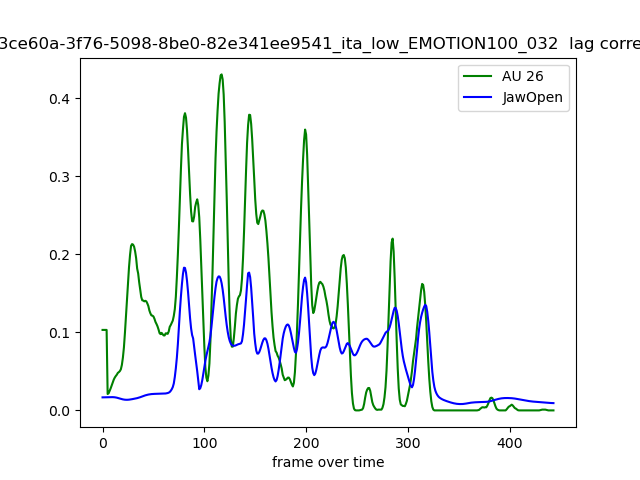 3ce60a-3f76-5098-8be0-82e341ee9541_ita_low_EMOTION100_032 lag corre
AU 26
JawOpen
0.4
0.3
0.2
0.1
0.0
0 100 200 300 400
frame over time